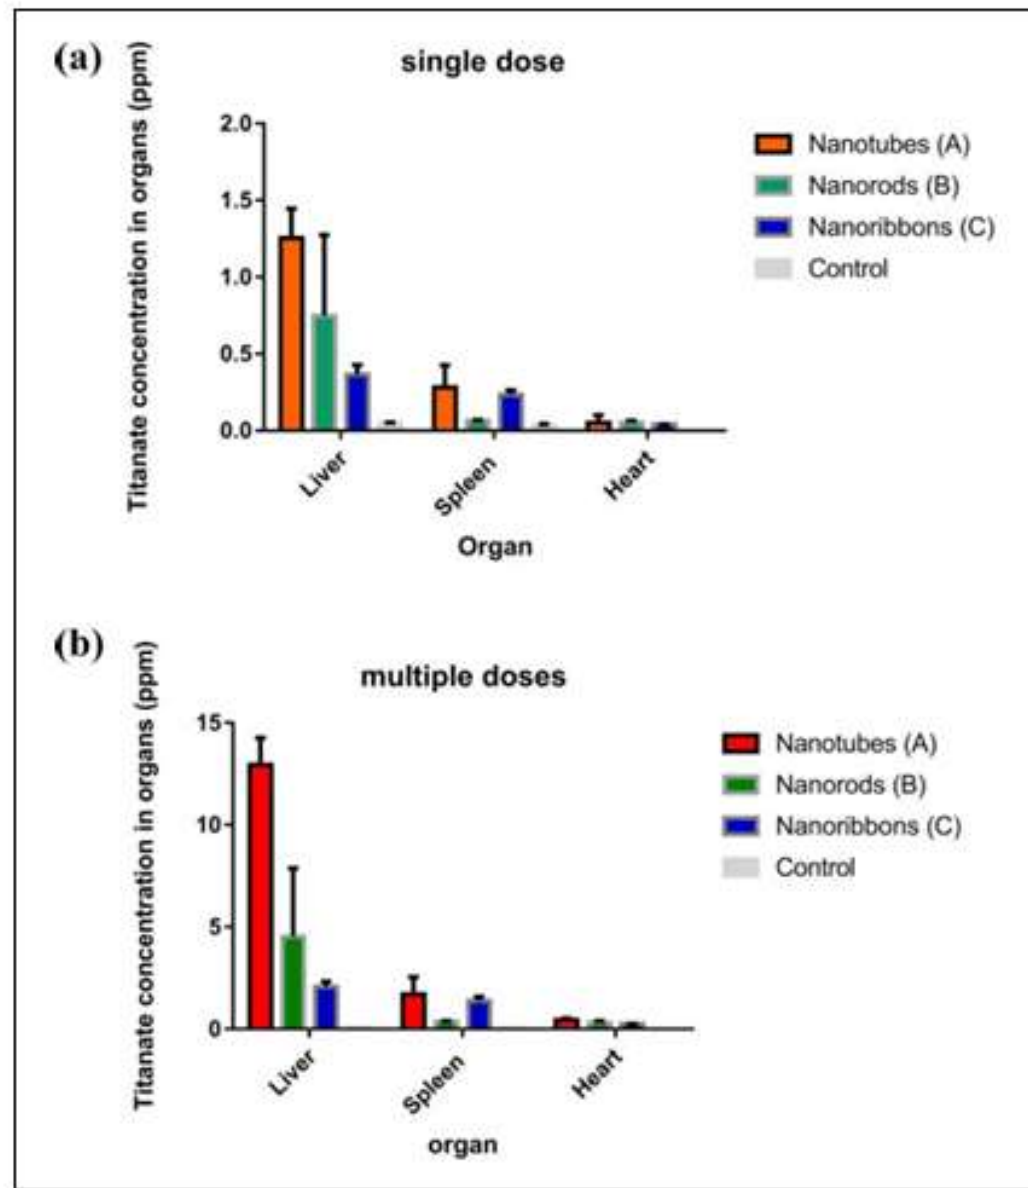 (a)
single dose
Titanate concentration in organs (ppm)
2.0
1.5
1.0
0.5
0.0
Liver
Spleen
Heart
Organ
Nanotubes (A)
Nanorods (B)
Nanoribbons (C)
Control
(b)
multiple doses
Titanate concentration in organs (ppm)
15
10
5
0
Liver
Spleen
Heart
organ
Nanotubes (A)
Nanorods (B)
Nanoribbons (C)
Control